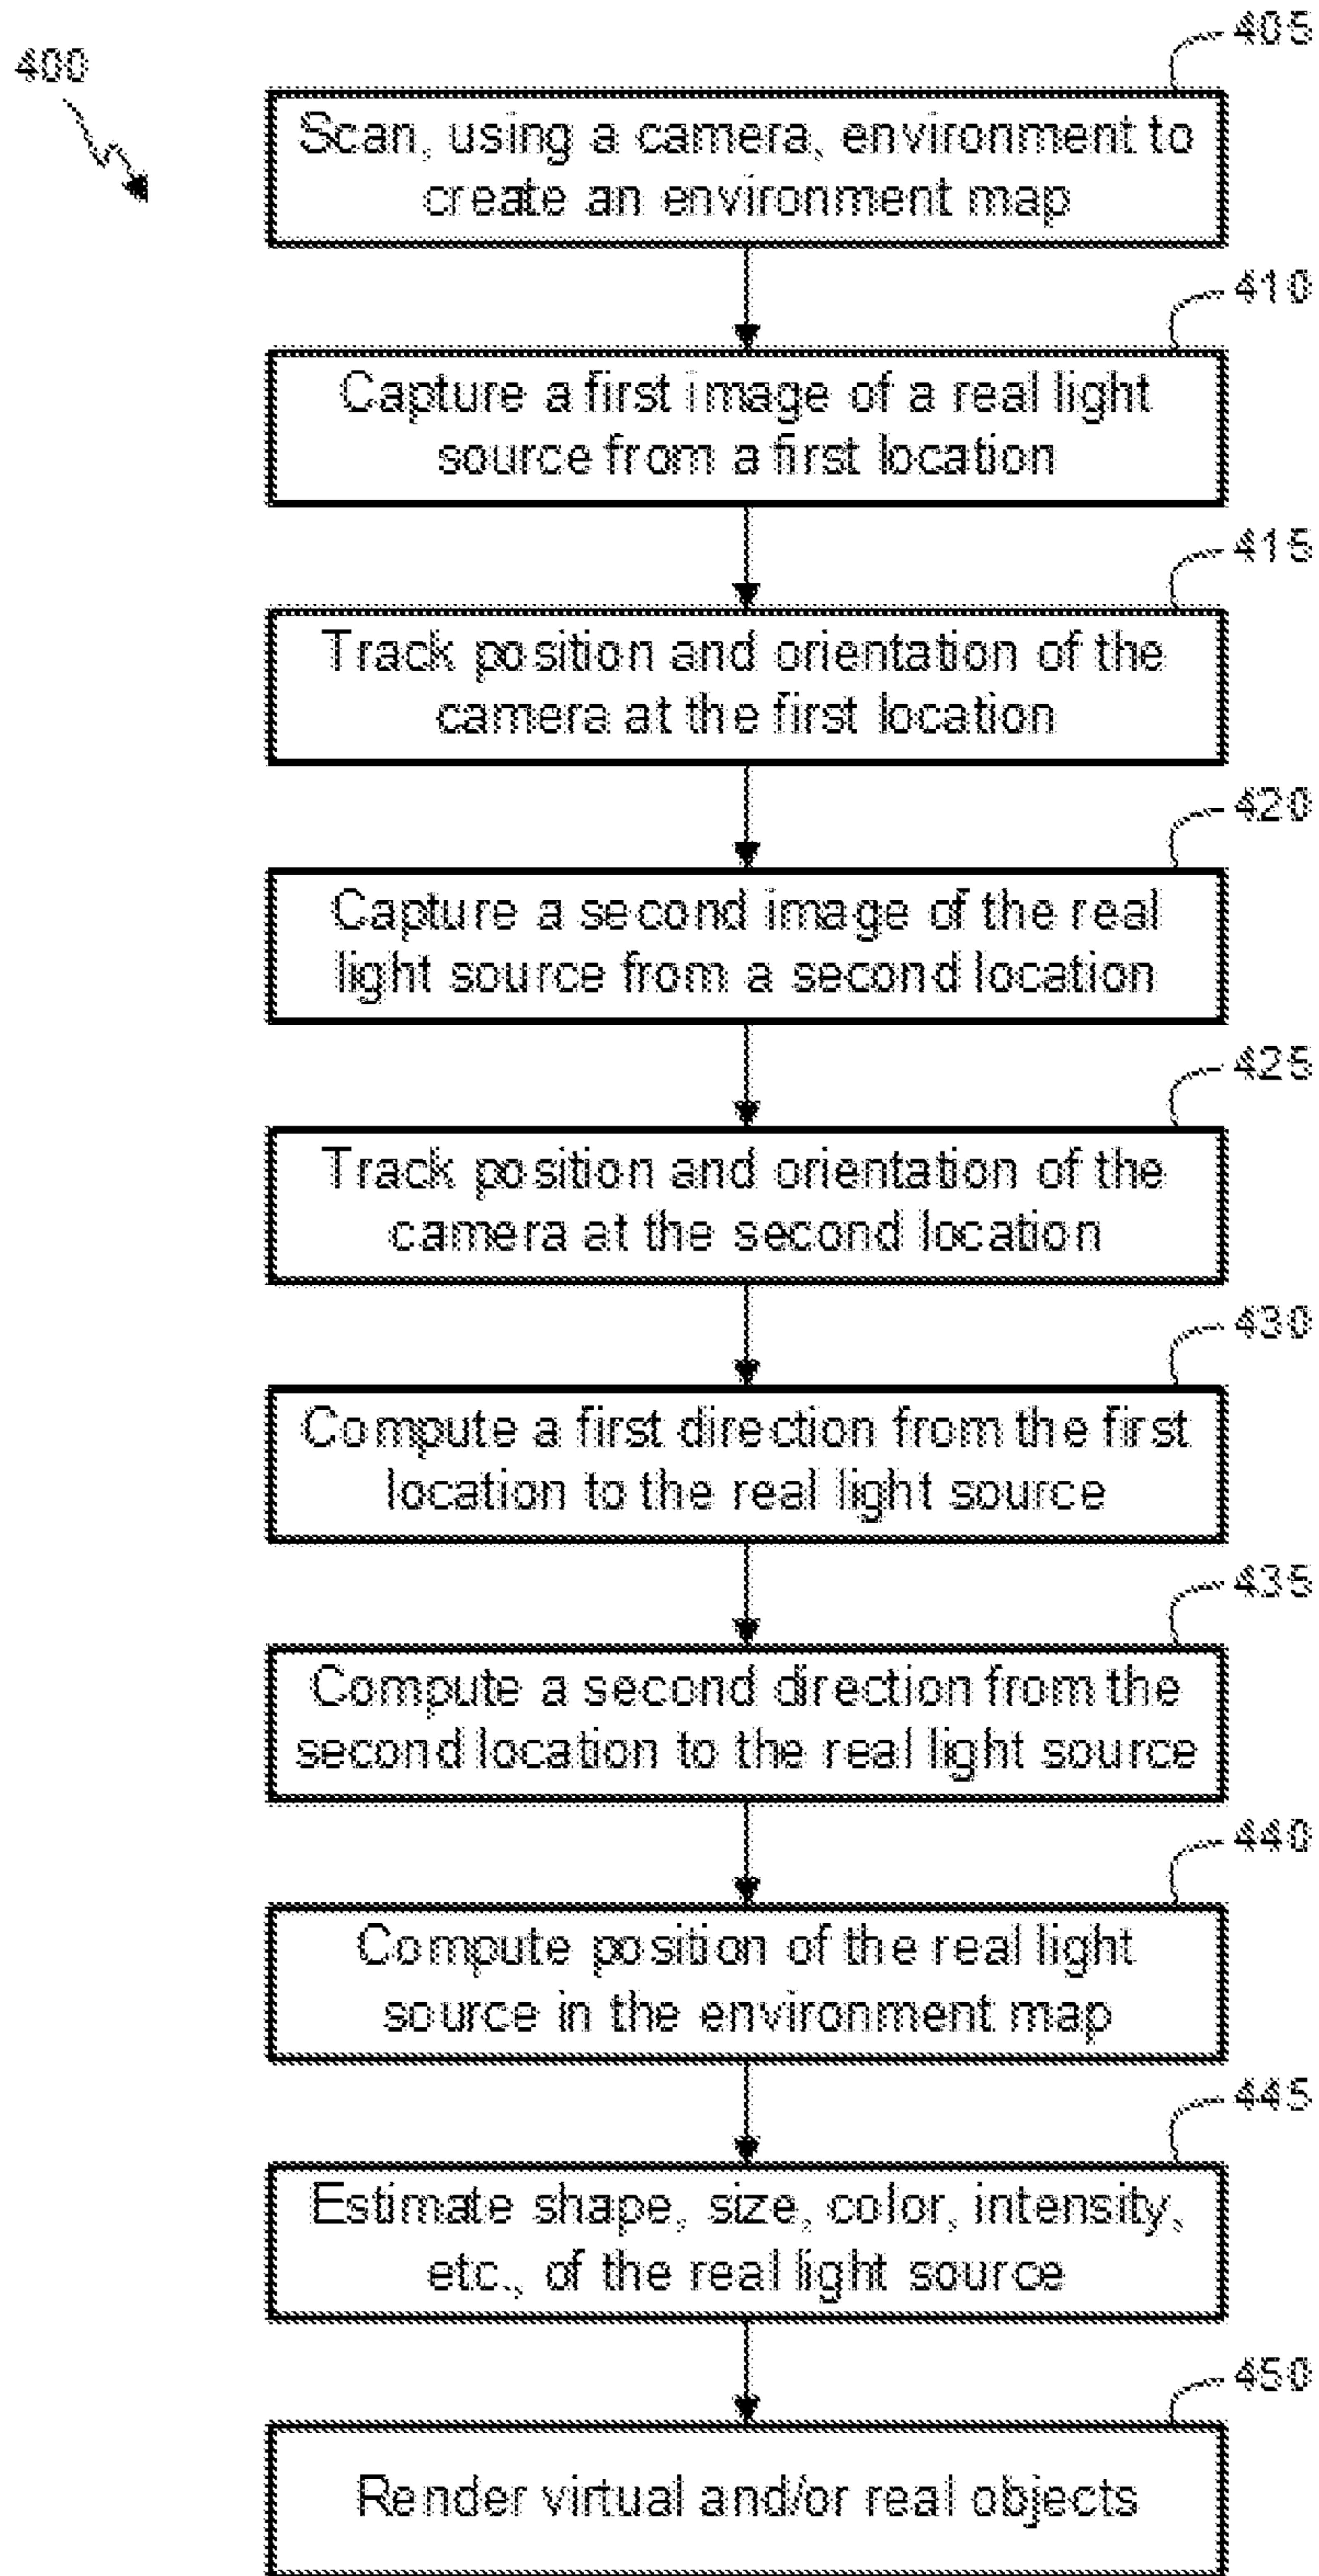 400
405
Scan, using a camera, environment to
create an environment map
410
Capture a first image of a real light
source from a first location
415
Track position and orientation of the
camera at the first location
420
Capture a second image of the real
light source from a second location
425
Track position and orientation of the
camera at the second location
430
Compute a first direction from the first
location to the real light source
435
Compute a second direction from the
second location to the real light source
440
Compute position of the real light
source in the environment map
445
Estimate shape, size, color, intensity,
etc., of the real light source
450
Render virtual and/or real objects